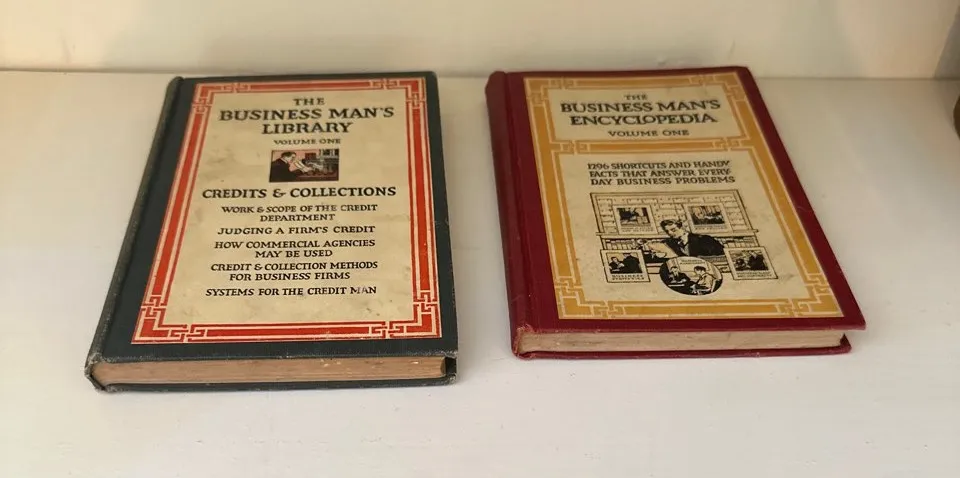 THE
BUSINESS MAN'S
LIBRARY
VOLUME ONE
CREDITS & COLLECTIONS
WORK & SCOPE OF THE CREDIT
DEPARTMENT
JUDGING A FIRM'S CREDIT
HOW COMMERCIAL AGENCIES
MAY BE USED
CREDIT & COLLECTION METHODS
FOR BUSINESS FIRMS
SYSTEMS FOR THE CREDIT MAN
THE
BUSINESS MAN'S
ENCYCLOPEDIA
VOLUME ONE
1296 SHORTCUTS AND HANDY
FACTS THAT ANSWER EVERY-
DAY BUSINESS PROBLEMS